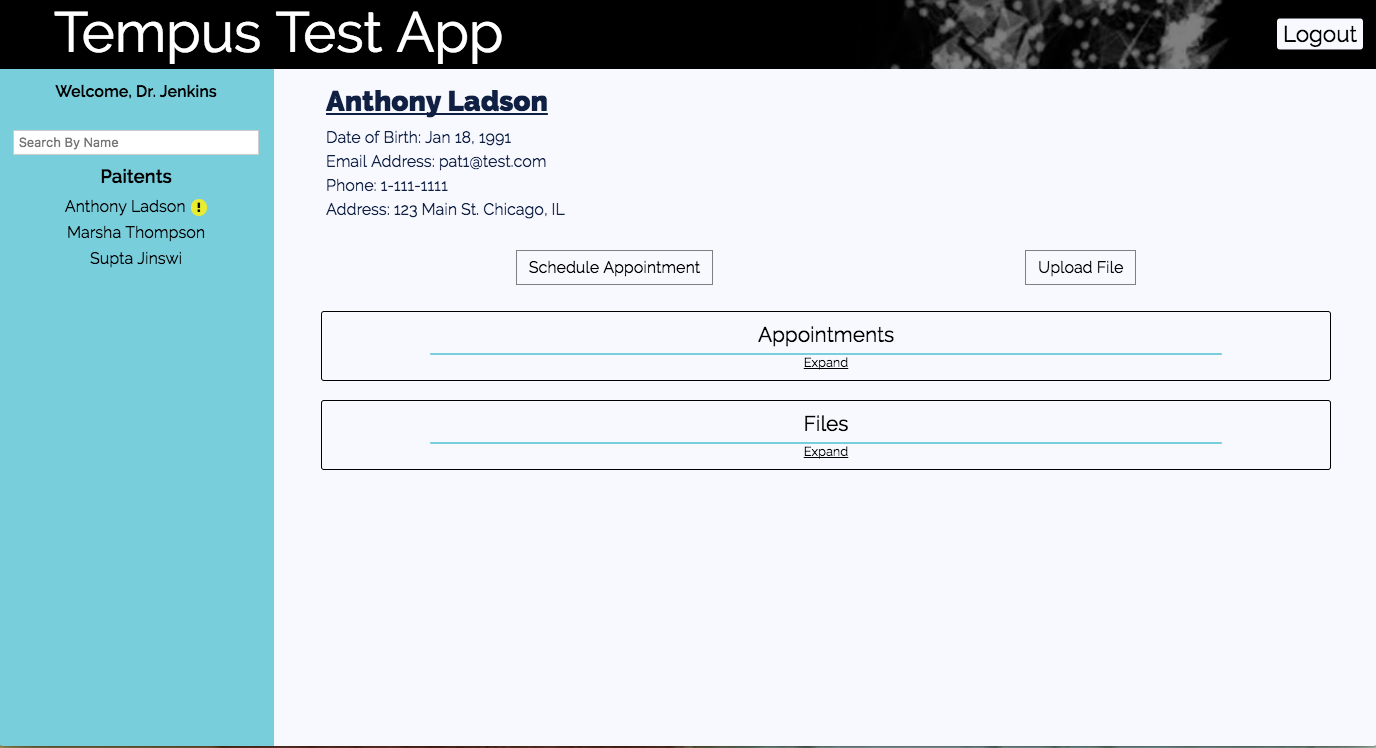 Tempus Test App
Logout
Welcome, Dr. Jenkins
Search By Name
Paitents
Anthony Ladson !
Marsha Thompson
Supta Jinswi
Anthony Ladson
Date of Birth: Jan 18, 1991
Email Address: pat1@test.com
Phone: 1-111-1111
Address: 123 Main St. Chicago, IL
Schedule Appointment
Upload File
Appointments
Expand
Files
Expand